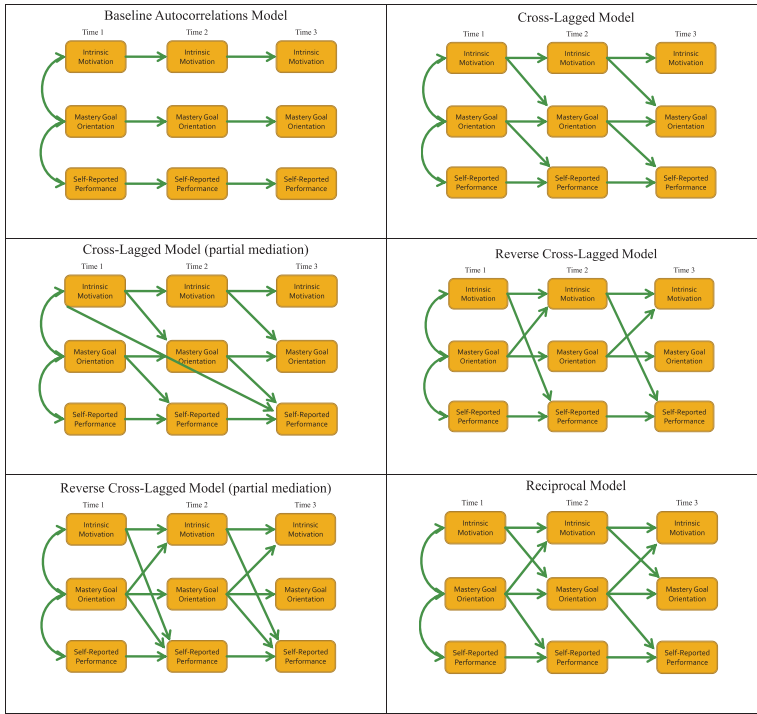 Baseline Autocorrelations Model
Time 1 Time 2 Time 3
Intrinsic Motivation
Intrinsic Motivation
Intrinsic Motivation
Mastery Goal Orientation
Mastery Goal Orientation
Mastery Goal Orientation
Self-Reported Performance
Self-Reported Performance
Self-Reported Performance
Cross-Lagged Model
Time 1 Time 2 Time 3
Intrinsic Motivation
Intrinsic Motivation
Intrinsic Motivation
Mastery Goal Orientation
Mastery Goal Orientation
Mastery Goal Orientation
Self-Reported Performance
Self-Reported Performance
Self-Reported Performance
Cross-Lagged Model (partial mediation)
Time 1 Time 2 Time 3
Intrinsic Motivation
Intrinsic Motivation
Intrinsic Motivation
Mastery Goal Orientation
Mastery Goal Orientation
Mastery Goal Orientation
Self-Reported Performance
Self-Reported Performance
Self-Reported Performance
Reverse Cross-Lagged Model
Time 1 Time 2 Time 3
Intrinsic Motivation
Intrinsic Motivation
Intrinsic Motivation
Mastery Goal Orientation
Mastery Goal Orientation
Mastery Goal Orientation
Self-Reported Performance
Self-Reported Performance
Self-Reported Performance
Reverse Cross-Lagged Model (partial mediation)
Time 1 Time 2 Time 3
Intrinsic Motivation
Intrinsic Motivation
Intrinsic Motivation
Mastery Goal Orientation
Mastery Goal Orientation
Mastery Goal Orientation
Self-Reported Performance
Self-Reported Performance
Self-Reported Performance
Reciprocal Model
Time 1 Time 2 Time 3
Intrinsic Motivation
Intrinsic Motivation
Intrinsic Motivation
Mastery Goal Orientation
Mastery Goal Orientation
Mastery Goal Orientation
Self-Reported Performance
Self-Reported Performance
Self-Reported Performance